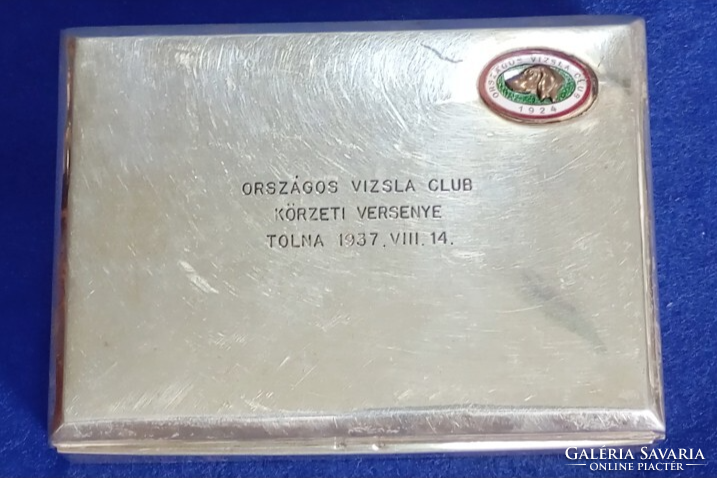 ORSZÁGOS VIZSLA CLUB
1924
ORSZÁGOS VIZSLA CLUB
KÖRZETI VERSENYE
TOLNA 1937.VIII.14.
GALÉRIA SAVARIA
ONLINE PIACTÉR